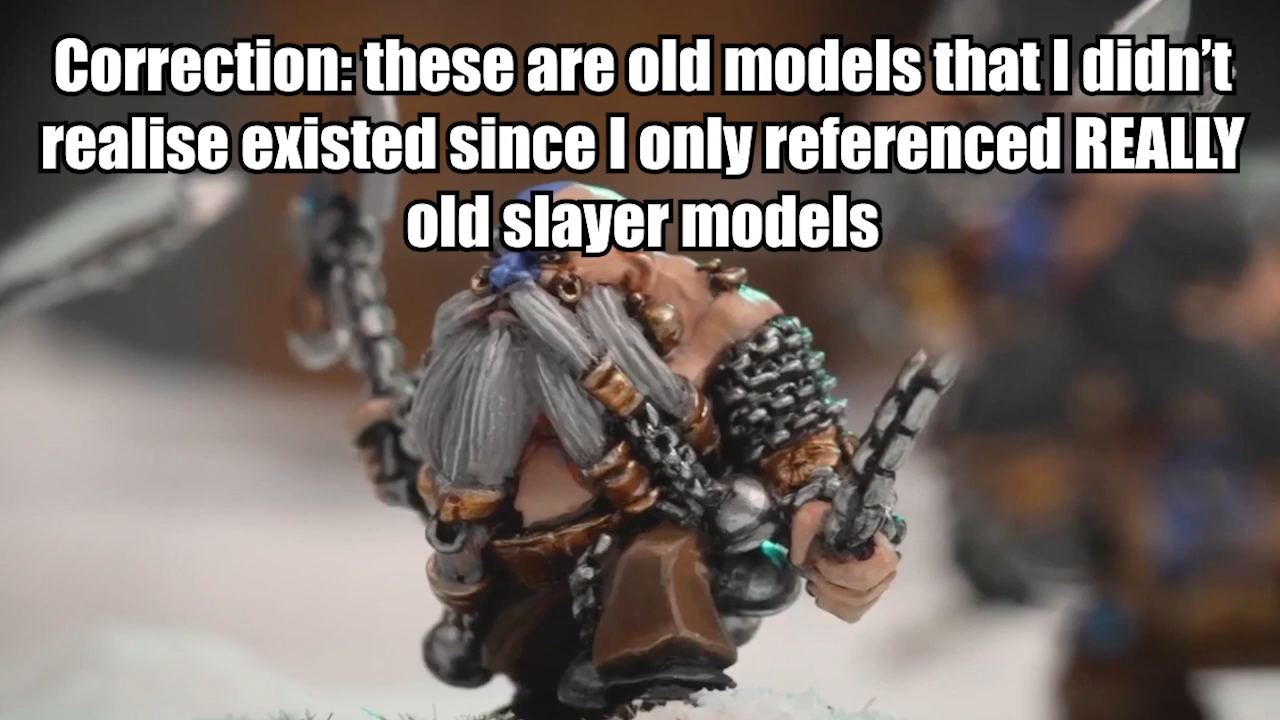 Correction: these are old models that I didn’t
realise existed since I only referenced REALLY
old slayer models